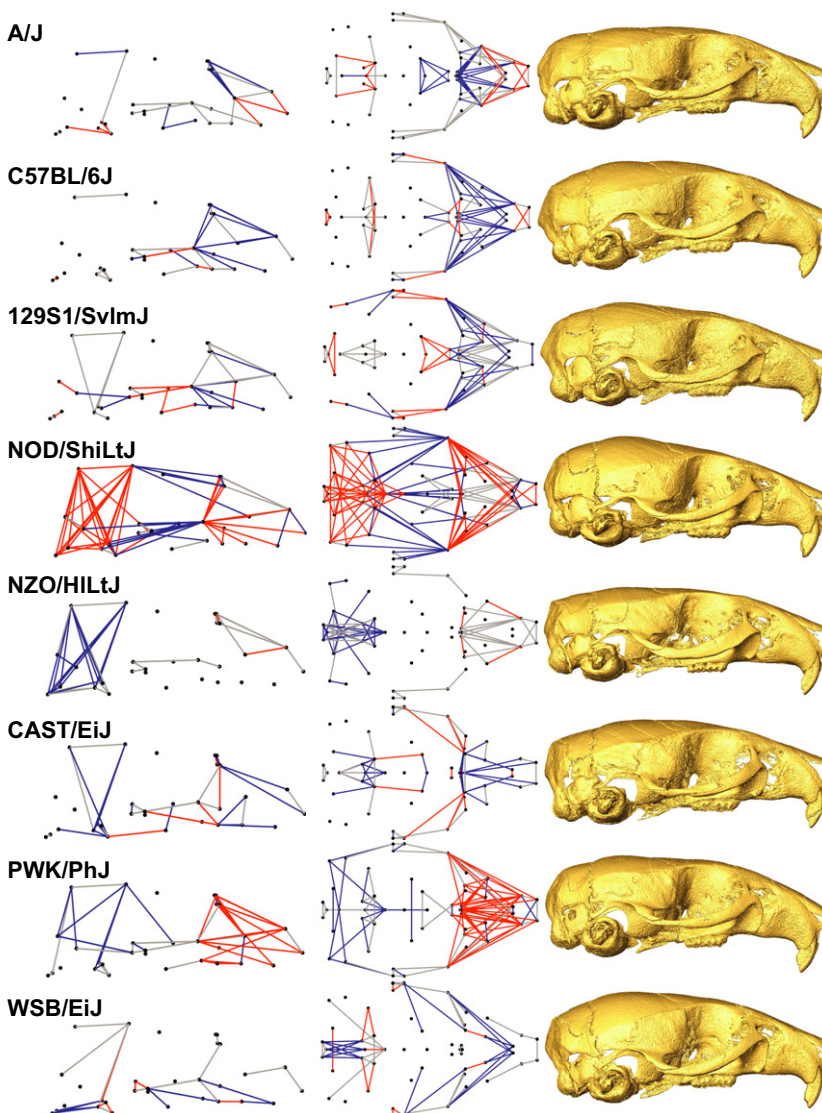 A/J
C57BL/6J
129S1/SvImJ
NOD/ShiLtJ
NZO/HlLtJ
CAST/EiJ
PWK/PhJ
WSB/EiJ